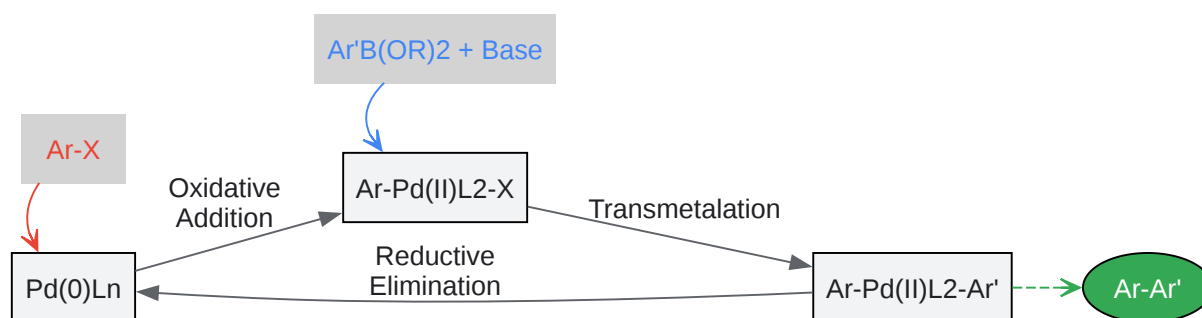 Ar'B(OR)2 + Base
Ar-X
Oxidative
Addition
Ar-Pd(II)L2-X
Transmetalation
Reductive
Elimination
Pd(0)Ln
Ar-Pd(II)L2-Ar'
Ar-Ar'